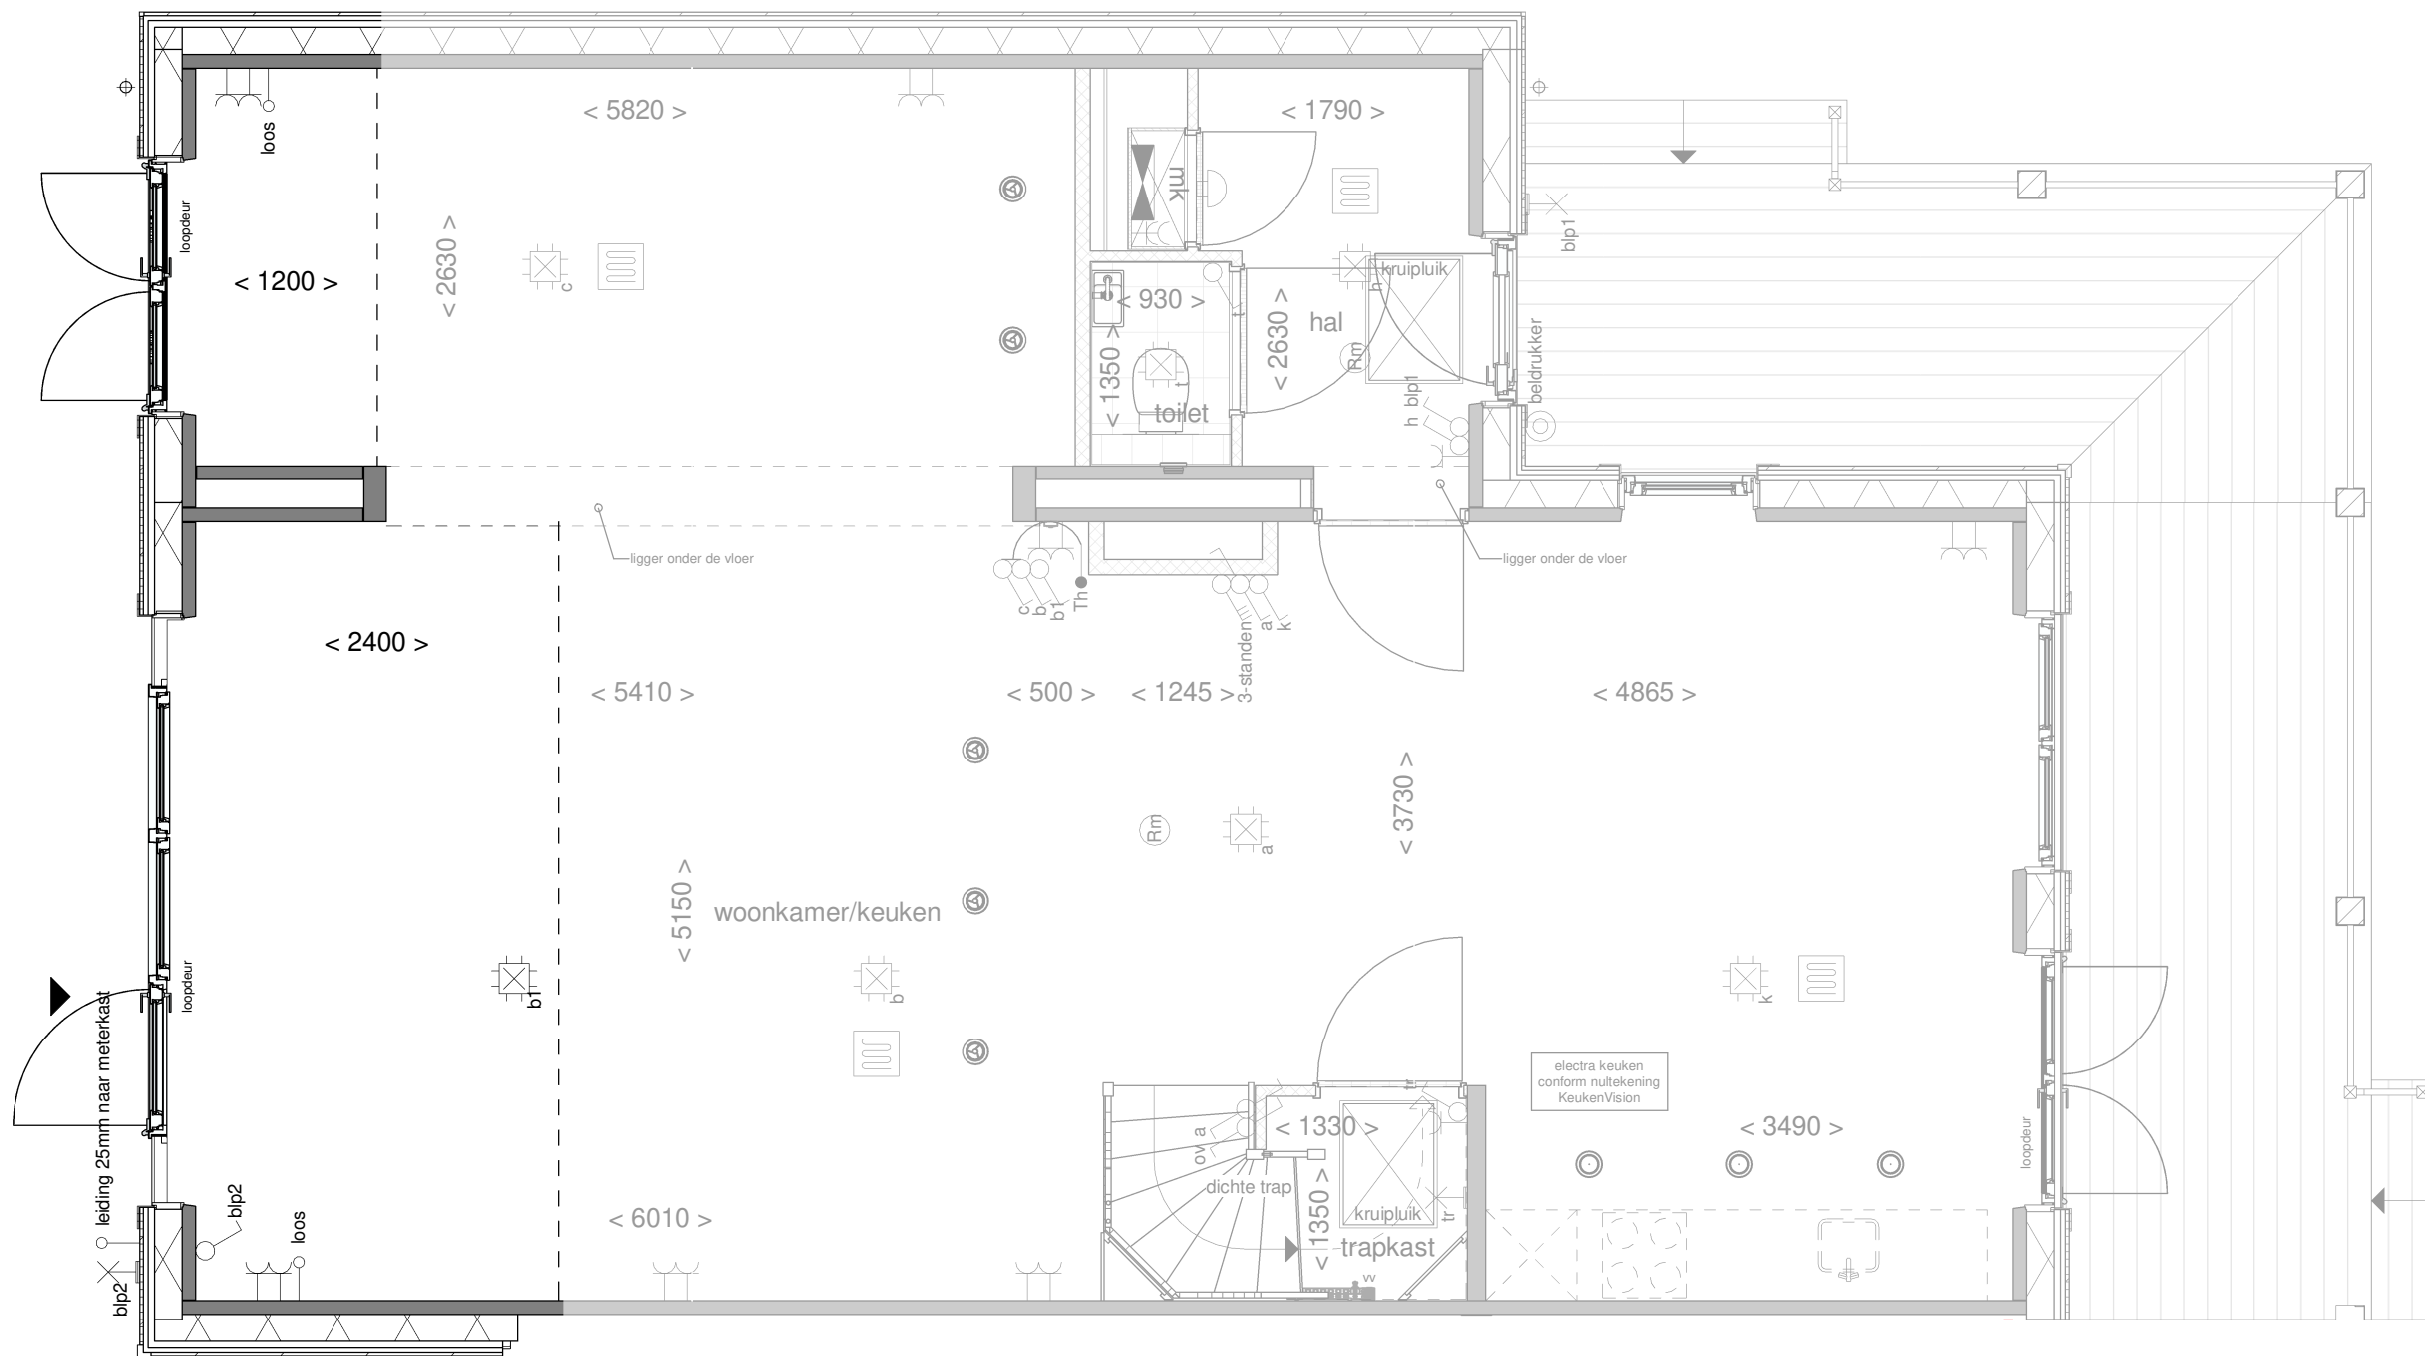 < 5820 >
< 1790 >
loos
mk
loopdeur
< 2630 >
< 1200 >
c
blp1
kruipluik
h
< 930 >
t
hal
< 2630 >
< 1350 >
Rm
beldrukker
t
toilet
h blp1
ligger onder de vloer
ligger onder de vloer
c
b
b1
Th
3-standen
a
k
< 2400 >
< 5410 >
< 500 >
< 1245 >
< 4865 >
< 3730 >
Rm
a
< 5150 >
woonkamer/keuken
loopdeur
leiding 25mm naar meterkast
b1
b
k
electra keuken
conform nultekening
KeukenVision
tr
< 1330 >
ov a
< 3490 >
loopdeur
dichte trap
< 1350 >
kruipluik
tr
trapkast
vv
blp2
loos
< 6010 >
blp2